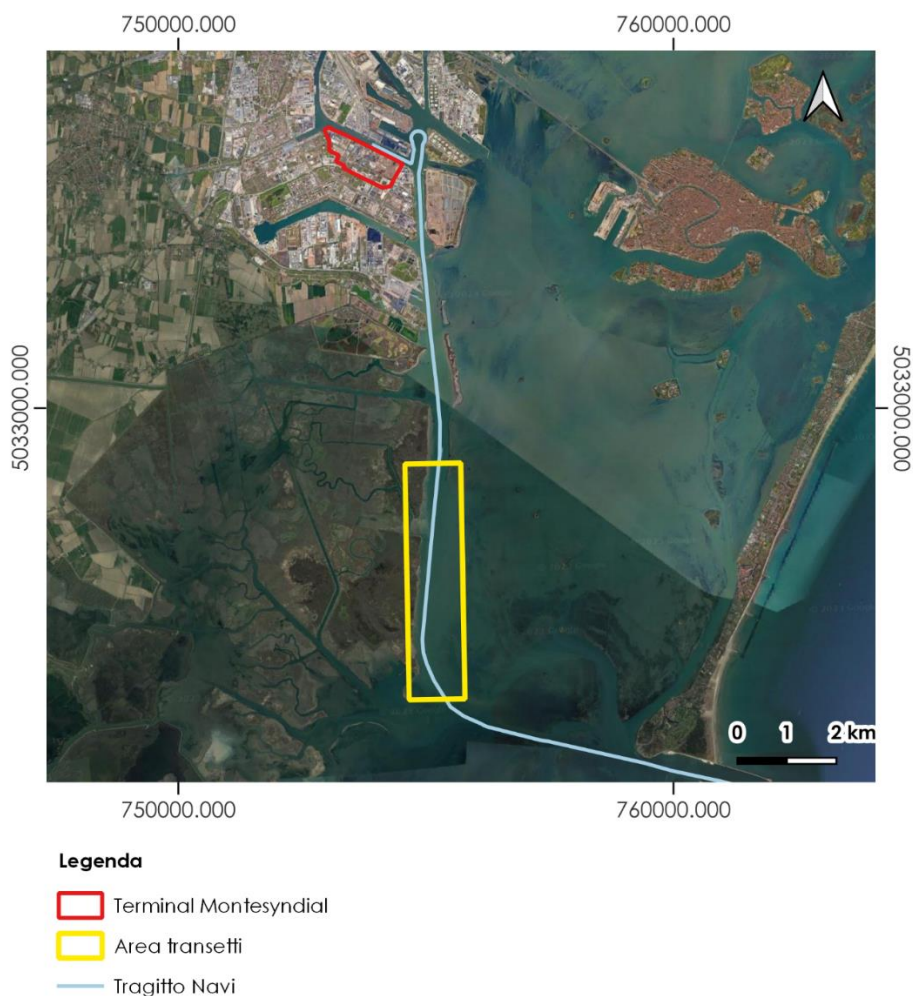 750000.000 760000.000
5033000.000 5033000.000
0 1 2 km
750000.000 760000.000
Legenda
Terminal Montesyndial
Area transetti
Tragitto Navi